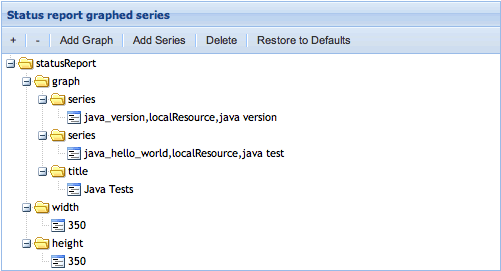 Status report graphed series
+ - Add Graph Add Series Delete Restore to Defaults
statusReport
graph
series
java_version,localResource,java version
series
java_hello_world,localResource,java test
title
Java Tests
width
350
height
350